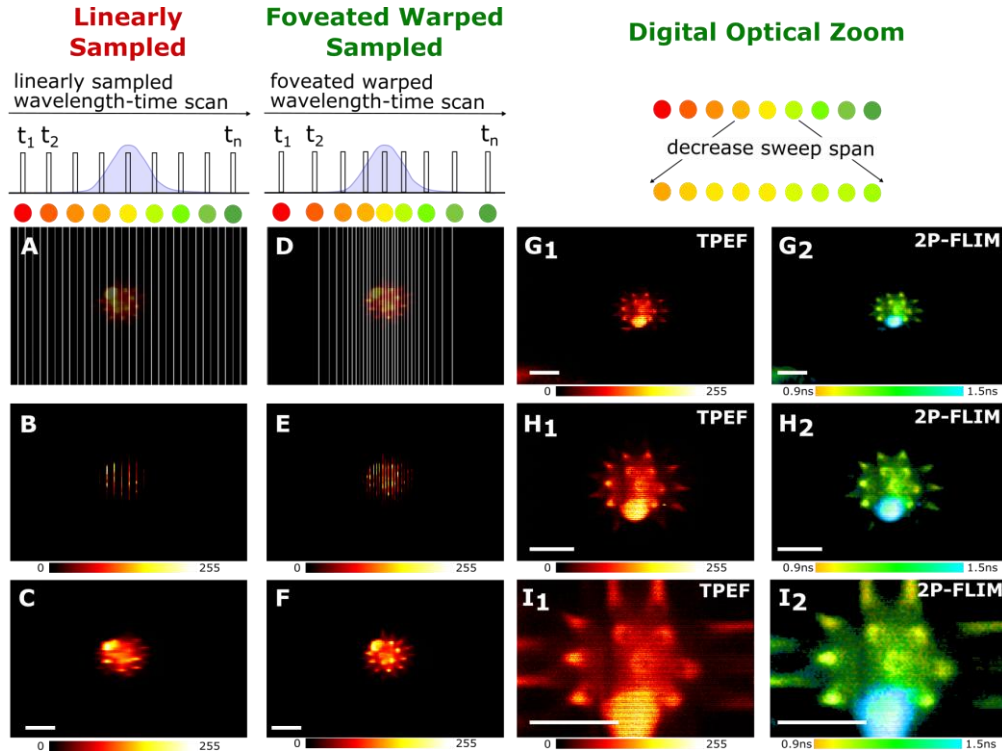 Linearly
Sampled
Foveated Warped
Sampled
Digital Optical Zoom
linearly sampled
wavelength-time scan
foveated warped
wavelength-time scan
t1 t2 tn
t1 t2 tn
decrease sweep span
A
D
G1 TPEF
G2 2P-FLIM
0 255
0.9ns 1.5ns
B
E
H1 TPEF
H2 2P-FLIM
0 255
0 255
0 255
0.9ns 1.5ns
C
F
I1 TPEF
I2 2P-FLIM
0 255
0 255
0 255
0.9ns 1.5ns